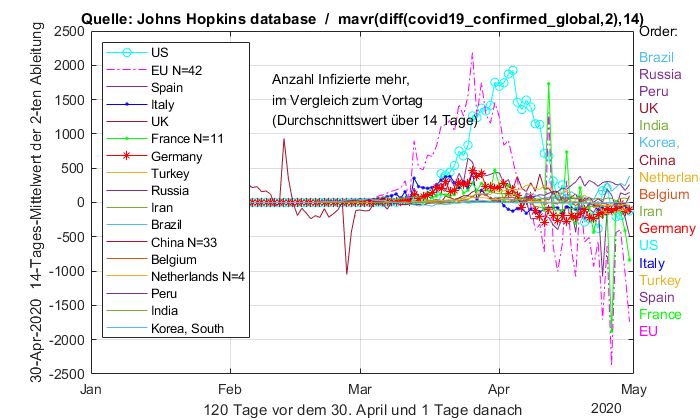 Quelle: Johns Hopkins database / mavr(diff(covid19_confirmed_global,2),14)
Order:
30-Apr-2020 14-Tages-Mittelwert der 2-ten Ableitung
2500
2000
1500
1000
500
0
-500
-1000
-1500
-2000
-2500
US
EU N=42
Spain
Italy
UK
France N=11
Germany
Turkey
Russia
Iran
Brazil
China N=33
Belgium
Netherlands N=4
Peru
India
Korea, South
Anzahl Infizierte mehr,
im Vergleich zum Vortag
(Durchschnittswert über 14 Tage)
Brazil
Russia
Peru
UK
India
Korea,
China
Netherland
Belgium
Iran
Germany
US
Italy
Turkey
Spain
France
EU
Jan
Feb
Mar
Apr
May
2020
120 Tage vor dem 30. April und 1 Tage danach